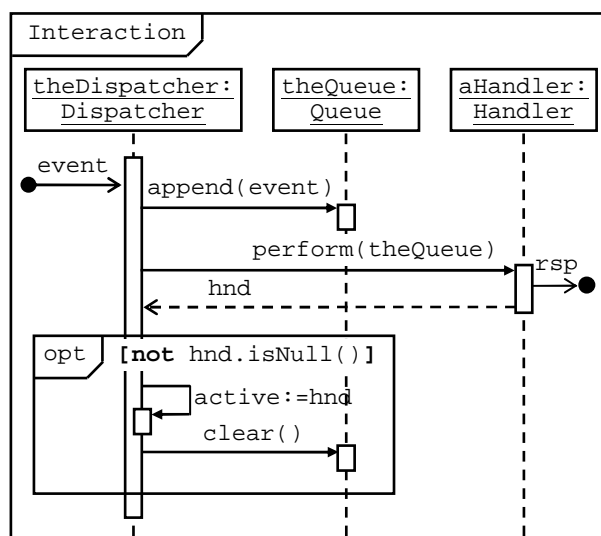 Interaction
theDispatcher:
Dispatcher
theQueue:
Queue
aHandler:
Handler
event
append(event)
perform(theQueue)
rsp
hnd
opt
[not hnd.isNull()]
active:=hnd
clear()